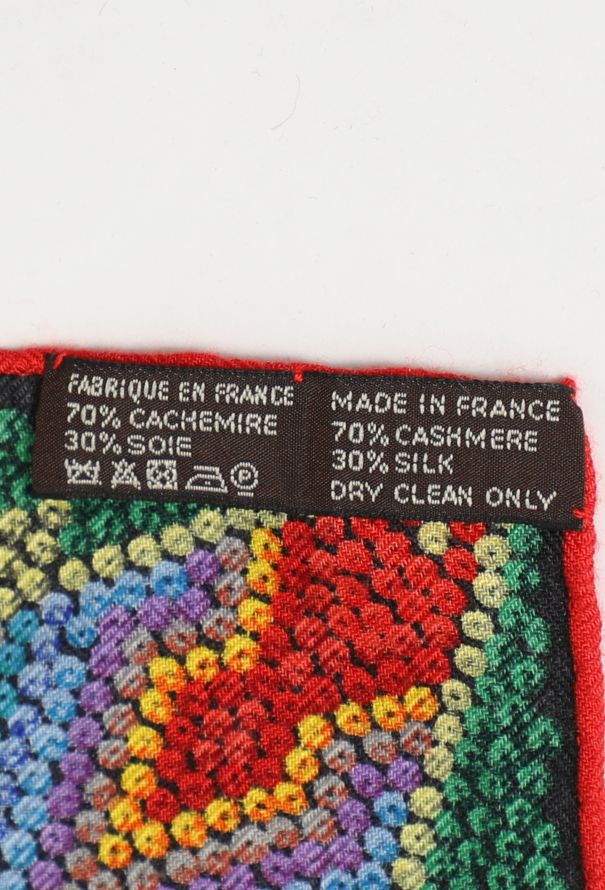 FABRIQUE EN FRANCE
70% CACHEMIRE
30% SOIE
MADE IN FRANCE
70% CASHMERE
30% SILK
DRY CLEAN ONLY